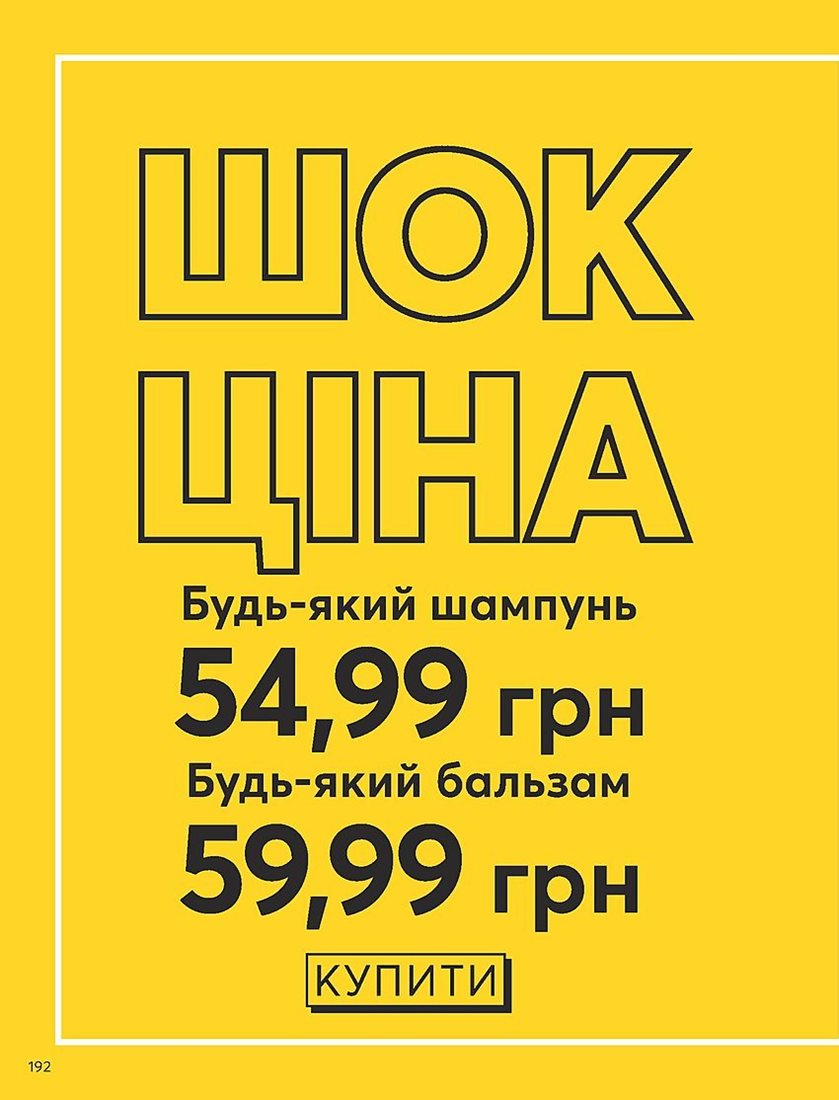 ШОК
ЦІНА
Будь-який шампунь
54,99 грн
Будь-який бальзам
59,99 грн
КУПИТИ
192